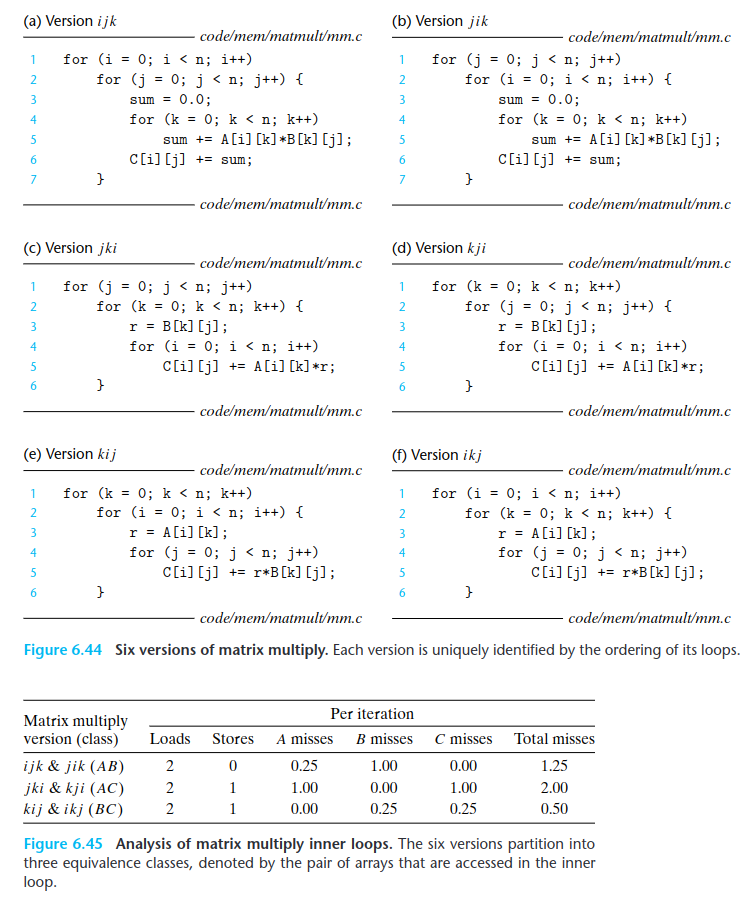 (a) Version ijk
code/mem/matmult/mm.c
1 for (i = 0; i < n; i++)
2 for (j = 0; j < n; j++) {
3 sum = 0.0;
4 for (k = 0; k < n; k++)
5 sum += A[i][k]*B[k][j];
6 C[i][j] += sum;
7 }
code/mem/matmult/mm.c
(b) Version jik
code/mem/matmult/mm.c
1 for (j = 0; j < n; j++)
2 for (i = 0; i < n; i++) {
3 sum = 0.0;
4 for (k = 0; k < n; k++)
5 sum += A[i][k]*B[k][j];
6 C[i][j] += sum;
7 }
code/mem/matmult/mm.c
(c) Version jki
code/mem/matmult/mm.c
1 for (j = 0; j < n; j++)
2 for (k = 0; k < n; k++) {
3 r = B[k][j];
4 for (i = 0; i < n; i++)
5 C[i][j] += A[i][k]*r;
6 }
code/mem/matmult/mm.c
(d) Version kji
code/mem/matmult/mm.c
1 for (k = 0; k < n; k++)
2 for (j = 0; j < n; j++) {
3 r = B[k][j];
4 for (i = 0; i < n; i++)
5 C[i][j] += A[i][k]*r;
6 }
code/mem/matmult/mm.c
(e) Version kij
code/mem/matmult/mm.c
1 for (k = 0; k < n; k++)
2 for (i = 0; i < n; i++) {
3 r = A[i][k];
4 for (j = 0; j < n; j++)
5 C[i][j] += r*B[k][j];
6 }
code/mem/matmult/mm.c
(f) Version ikj
code/mem/matmult/mm.c
1 for (i = 0; i < n; i++)
2 for (k = 0; k < n; k++) {
3 r = A[i][k];
4 for (j = 0; j < n; j++)
5 C[i][j] += r*B[k][j];
6 }
code/mem/matmult/mm.c
Figure 6.44 Six versions of matrix multiply. Each version is uniquely identified by the ordering of its loops.
Per iteration
Matrix multiply
version (class) Loads Stores A misses B misses C misses Total misses
ijk & jik (AB) 2 0 0.25 1.00 0.00 1.25
jki & kji (AC) 2 1 1.00 0.00 1.00 2.00
kij & ikj (BC) 2 1 0.00 0.25 0.25 0.50
Figure 6.45 Analysis of matrix multiply inner loops. The six versions partition into
three equivalence classes, denoted by the pair of arrays that are accessed in the inner
loop.